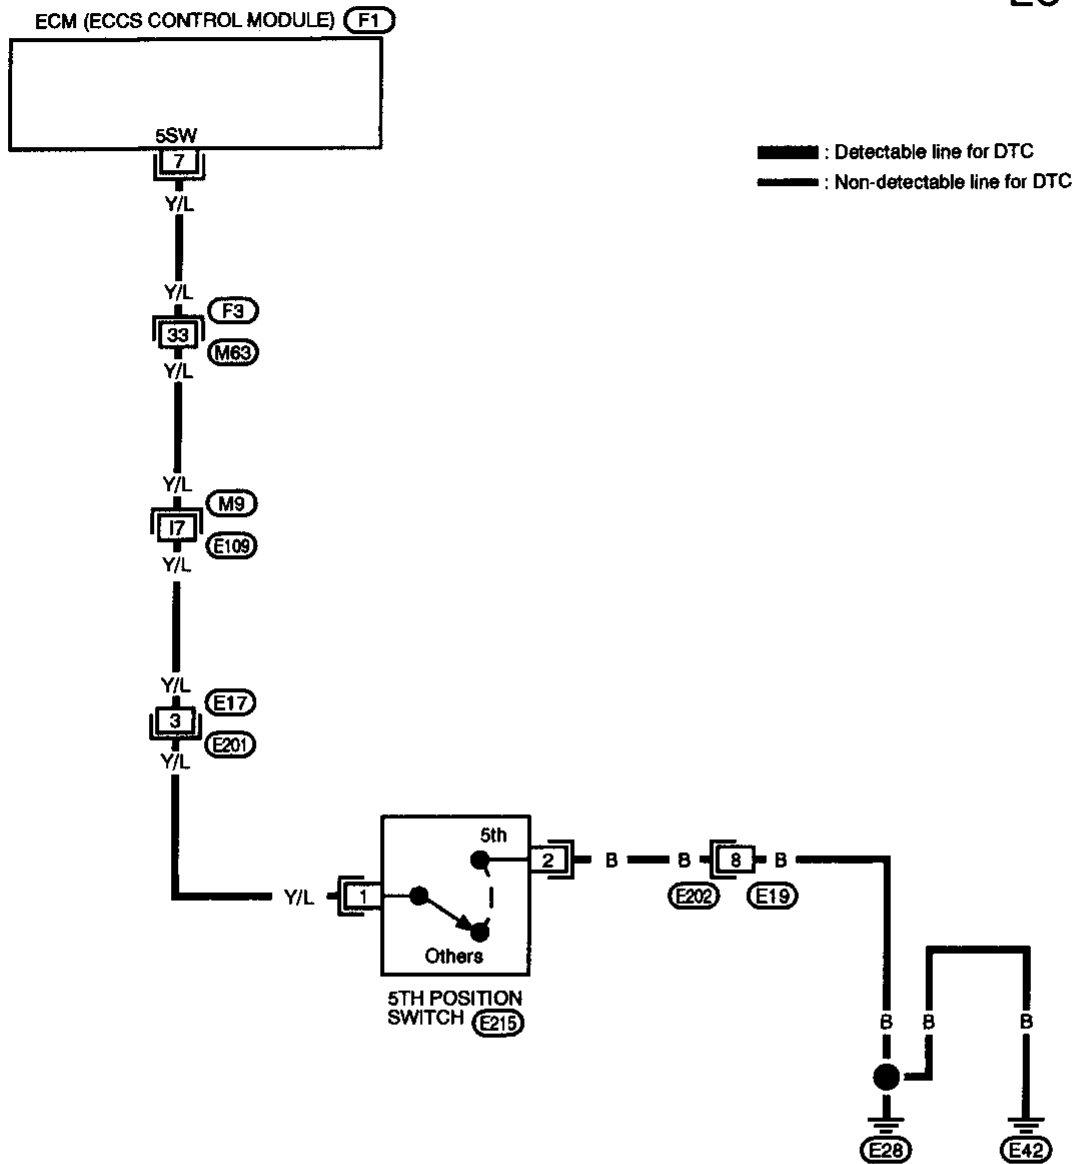 ECM (ECCS CONTROL MODULE) F1
5SW
7
: Detectable line for DTC
: Non-detectable line for DTC
Y/L
Y/L
F3
33
M63
Y/L
Y/L
M9
17
E109
Y/L
Y/L
E17
3
E201
Y/L
5th
2
B
B
8
B
E202
E19
Y/L
1
Others
5TH POSITION
SWITCH E215
B
B
B
E28
E42